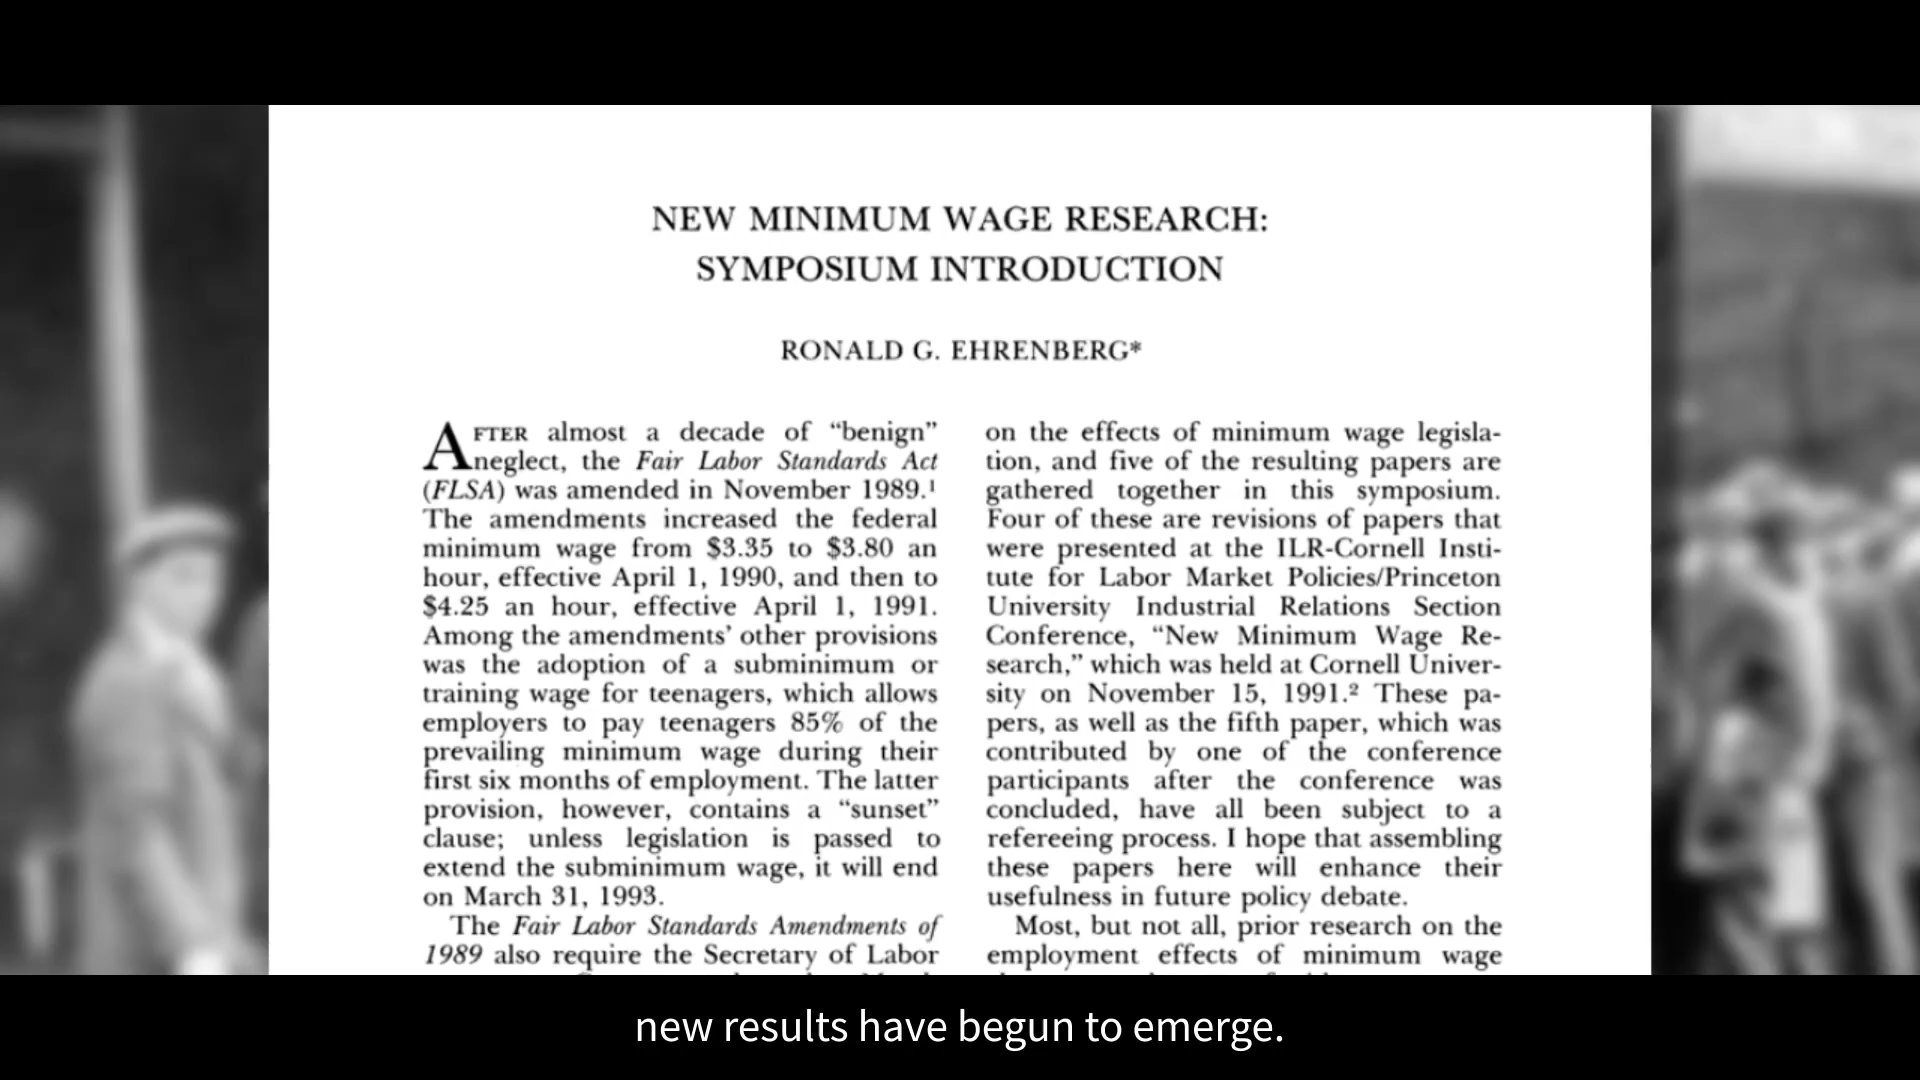 NEW MINIMUM WAGE RESEARCH:
SYMPOSIUM INTRODUCTION
RONALD G. EHRENBERG*
AFTER almost a decade of “benign”
neglect, the Fair Labor Standards Act
(FLSA) was amended in November 1989.¹
The amendments increased the federal
minimum wage from $3.35 to $3.80 an
hour, effective April 1, 1990, and then to
$4.25 an hour, effective April 1, 1991.
Among the amendments’ other provisions
was the adoption of a subminimum or
training wage for teenagers, which allows
employers to pay teenagers 85% of the
prevailing minimum wage during their
first six months of employment. The latter
provision, however, contains a “sunset”
clause; unless legislation is passed to
extend the subminimum wage, it will end
on March 31, 1993.
The Fair Labor Standards Amendments of
1989 also require the Secretary of Labor
on the effects of minimum wage legisla-
tion, and five of the resulting papers are
gathered together in this symposium.
Four of these are revisions of papers that
were presented at the ILR-Cornell Insti-
tute for Labor Market Policies/Princeton
University Industrial Relations Section
Conference, “New Minimum Wage Re-
search,” which was held at Cornell Univer-
sity on November 15, 1991.² These pa-
pers, as well as the fifth paper, which was
contributed by one of the conference
participants after the conference was
concluded, have all been subject to a
refereeing process. I hope that assembling
these papers here will enhance their
usefulness in future policy debate.
Most, but not all, prior research on the
employment effects of minimum wage
new results have begun to emerge.